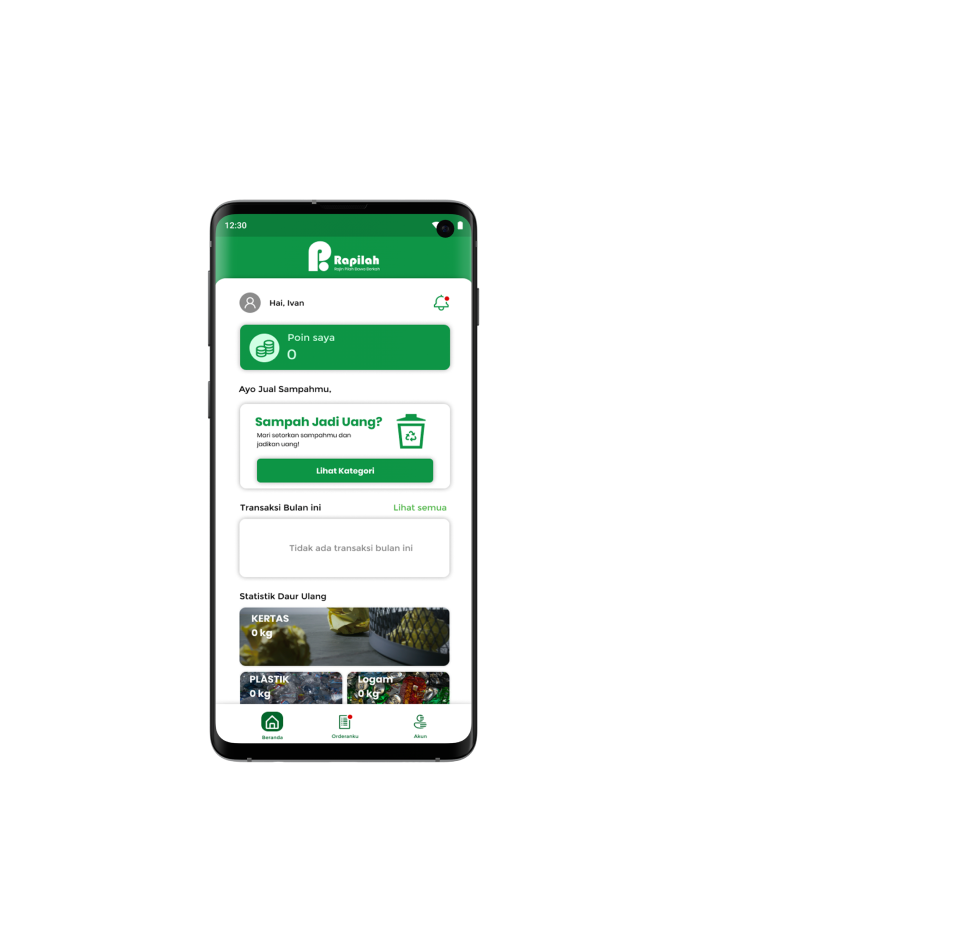 12:30
Rapilah
Hai, Ivan
Poin saya
0
Ayo Jual Sampahmu,
Sampah Jadi Uang?
Mari setorkan sampahmu dan
jadikan uang!
Lihat Kategori
Transaksi Bulan ini
Lihat semua
Tidak ada transaksi bulan ini
Statistik Daur Ulang
KERTAS
0 kg
PLASTIK
0 kg
Logam
0 kg
Beranda
Orderanku
Akun